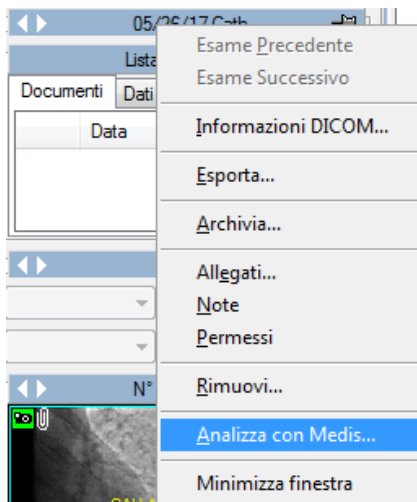 05/26/17 Cath
Lista
Documenti Dati
Data
N°
Esame Precedente
Esame Successivo
Informazioni DICOM...
Esporta...
Archivia...
Allegati...
Note
Permessi
Rimuovi...
Analizza con Medis...
Minimizza finestra